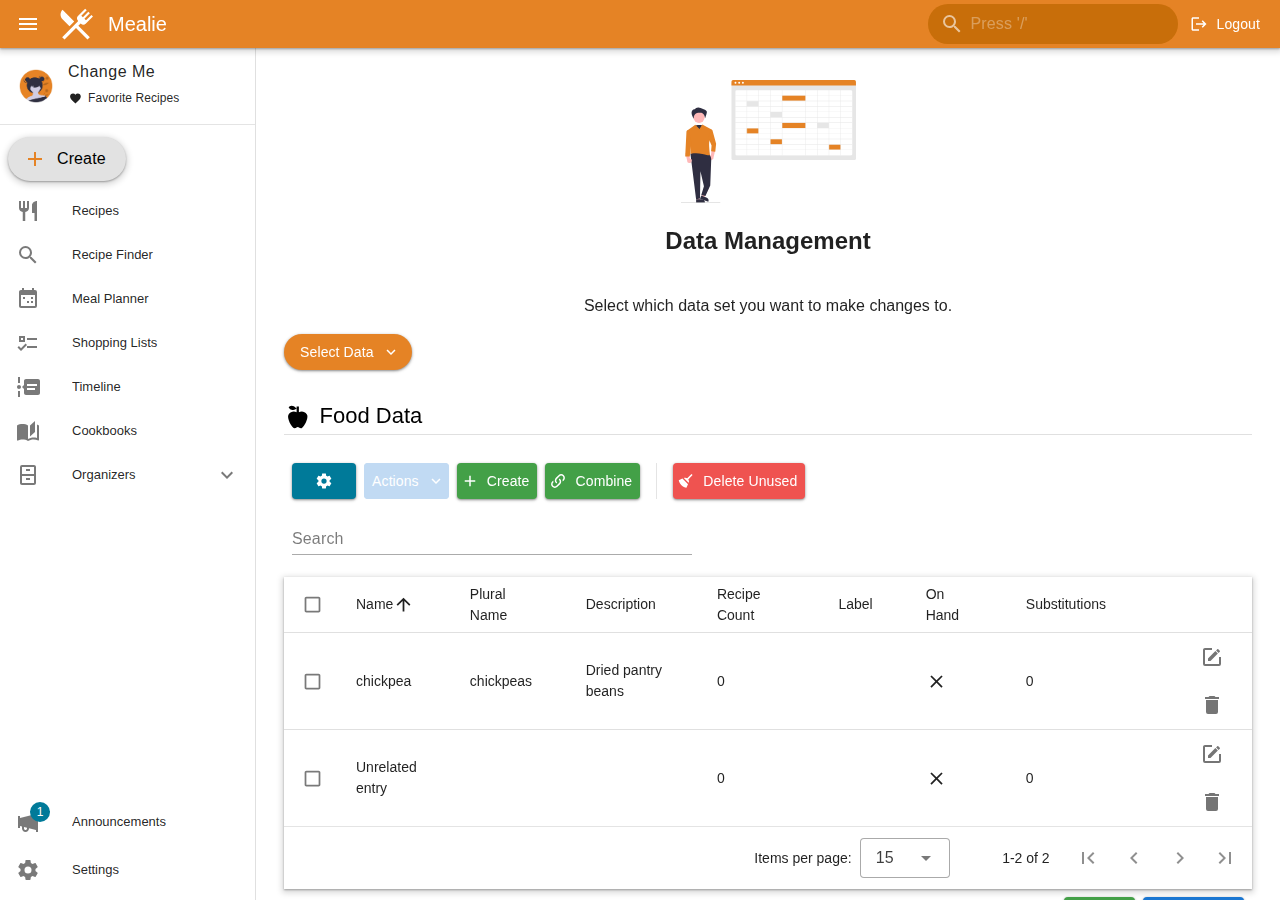 Mealie
Press '/'
Logout
Change Me
Favorite Recipes
Create
Recipes
Recipe Finder
Meal Planner
Shopping Lists
Timeline
Cookbooks
Organizers
1
Announcements
Settings
Data Management
Select which data set you want to make changes to.
Select Data
Food Data
Actions
Create
Combine
Delete Unused
Search
Name
Plural
Name
Description
Recipe
Count
Label
On
Hand
Substitutions
chickpea
chickpeas
Dried pantry
beans
0
0
Unrelated
entry
0
0
Items per page:
15
1-2 of 2